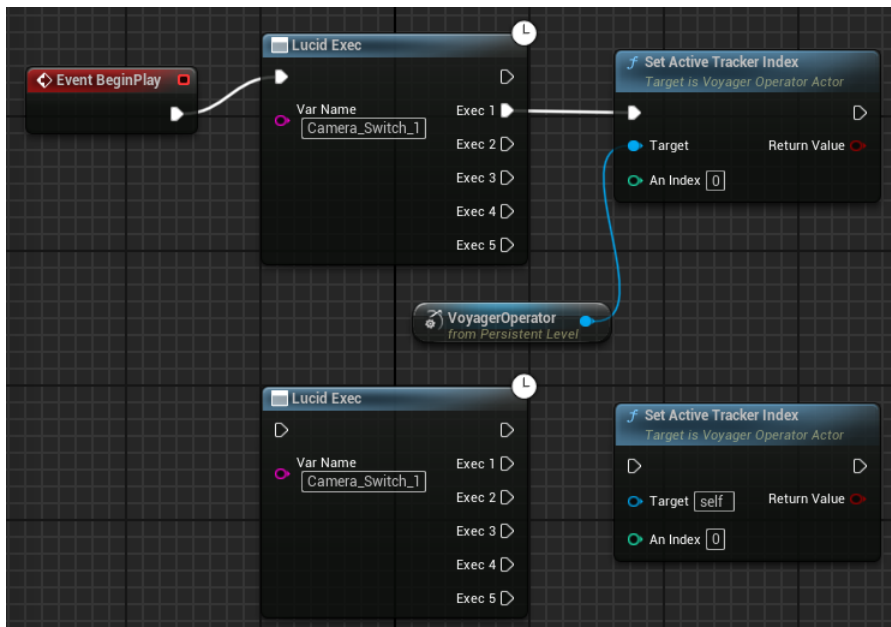 Event BeginPlay
Lucid Exec
Var Name
Camera_Switch_1
Exec 1
Exec 2
Exec 3
Exec 4
Exec 5
f Set Active Tracker Index
Target is Voyager Operator Actor
Target
Return Value
An Index 0
VoyagerOperator
from Persistent Level
Lucid Exec
Var Name
Camera_Switch_1
Exec 1
Exec 2
Exec 3
Exec 4
Exec 5
f Set Active Tracker Index
Target is Voyager Operator Actor
Target self
Return Value
An Index 0